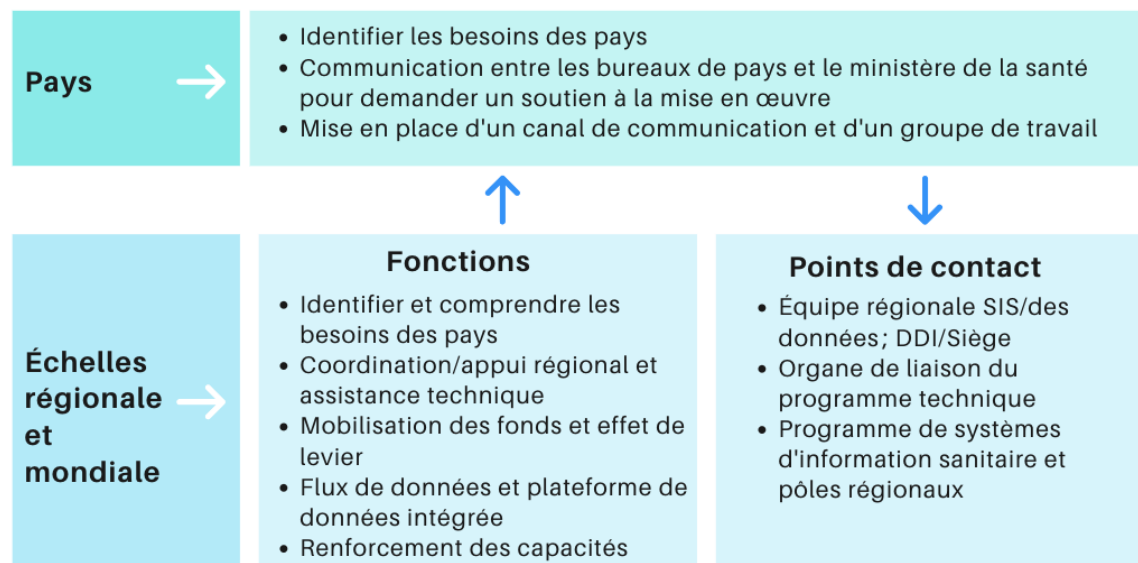 Pays
• Identifier les besoins des pays
• Communication entre les bureaux de pays et le ministère de la santé
pour demander un soutien à la mise en œuvre
• Mise en place d'un canal de communication et d'un groupe de travail
Échelles
régionale
et
mondiale
Fonctions
• Identifier et comprendre les
besoins des pays
• Coordination/appui régional et
assistance technique
• Mobilisation des fonds et effet de
levier
• Flux de données et plateforme de
données intégrée
• Renforcement des capacités
Points de contact
• Équipe régionale SIS/des
données; DDI/Siège
• Organe de liaison du
programme technique
• Programme de systèmes
d'information sanitaire et
pôles régionaux